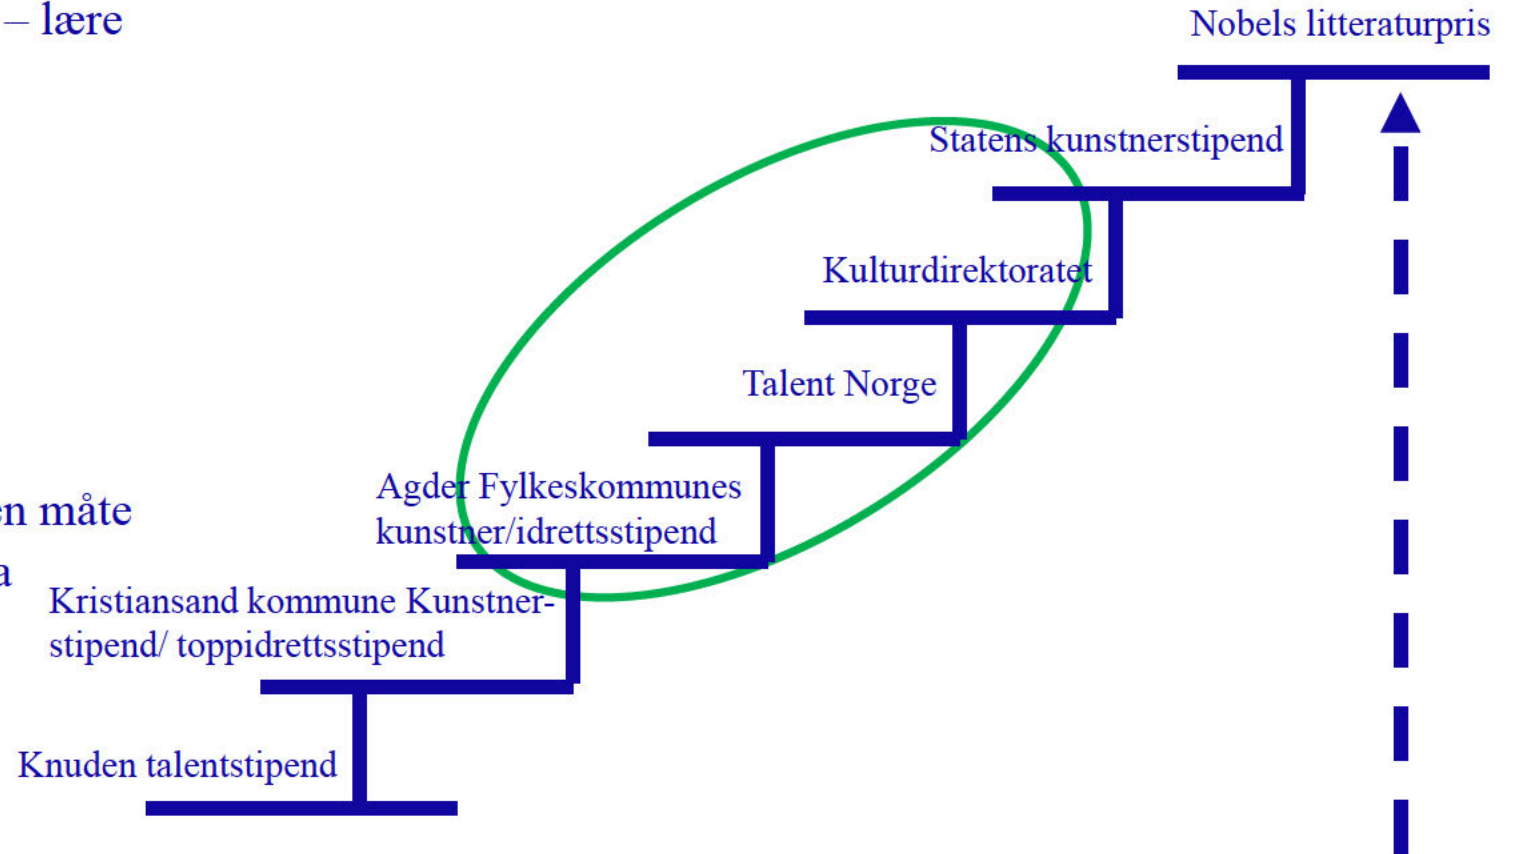 – lære
Nobels litteraturpris
Statens kunstnerstipend
Kulturdirektoratet
Talent Norge
Agder Fylkeskommunes
kunstner/idrettsstipend
en måte
a
Kristiansand kommune Kunstner-
stipend/ toppidrettsstipend
Knuden talentstipend